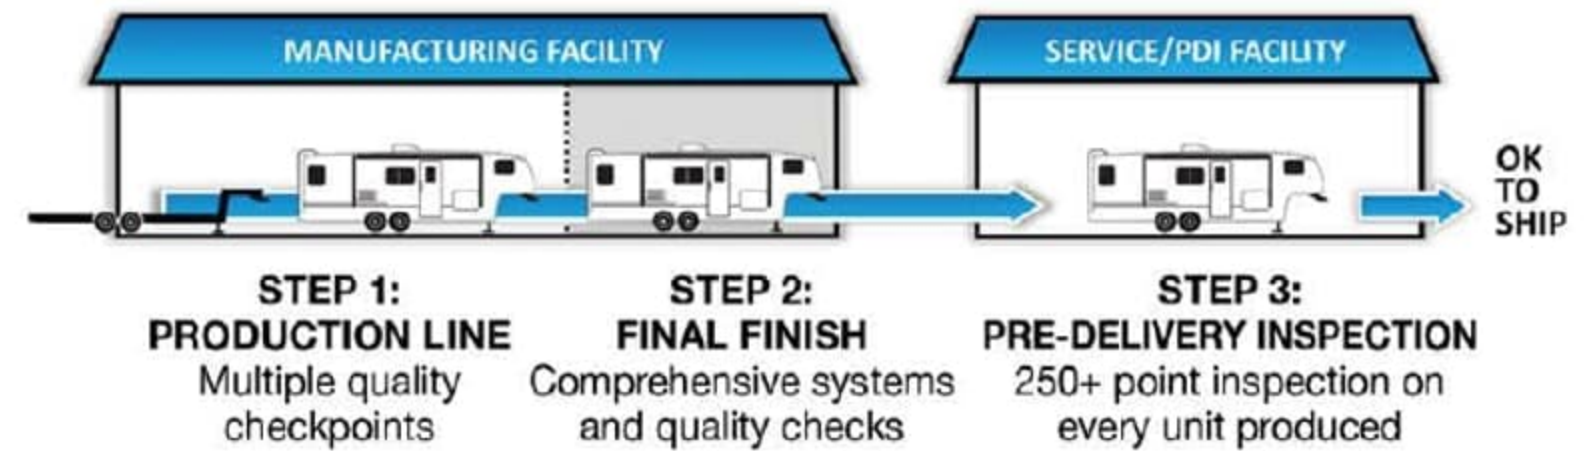 MANUFACTURING FACILITY
SERVICE/PDI FACILITY
OK
TO
SHIP
STEP 1:
PRODUCTION LINE
Multiple quality
checkpoints
STEP 2:
FINAL FINISH
Comprehensive systems
and quality checks
STEP 3:
PRE-DELIVERY INSPECTION
250+ point inspection on
every unit produced